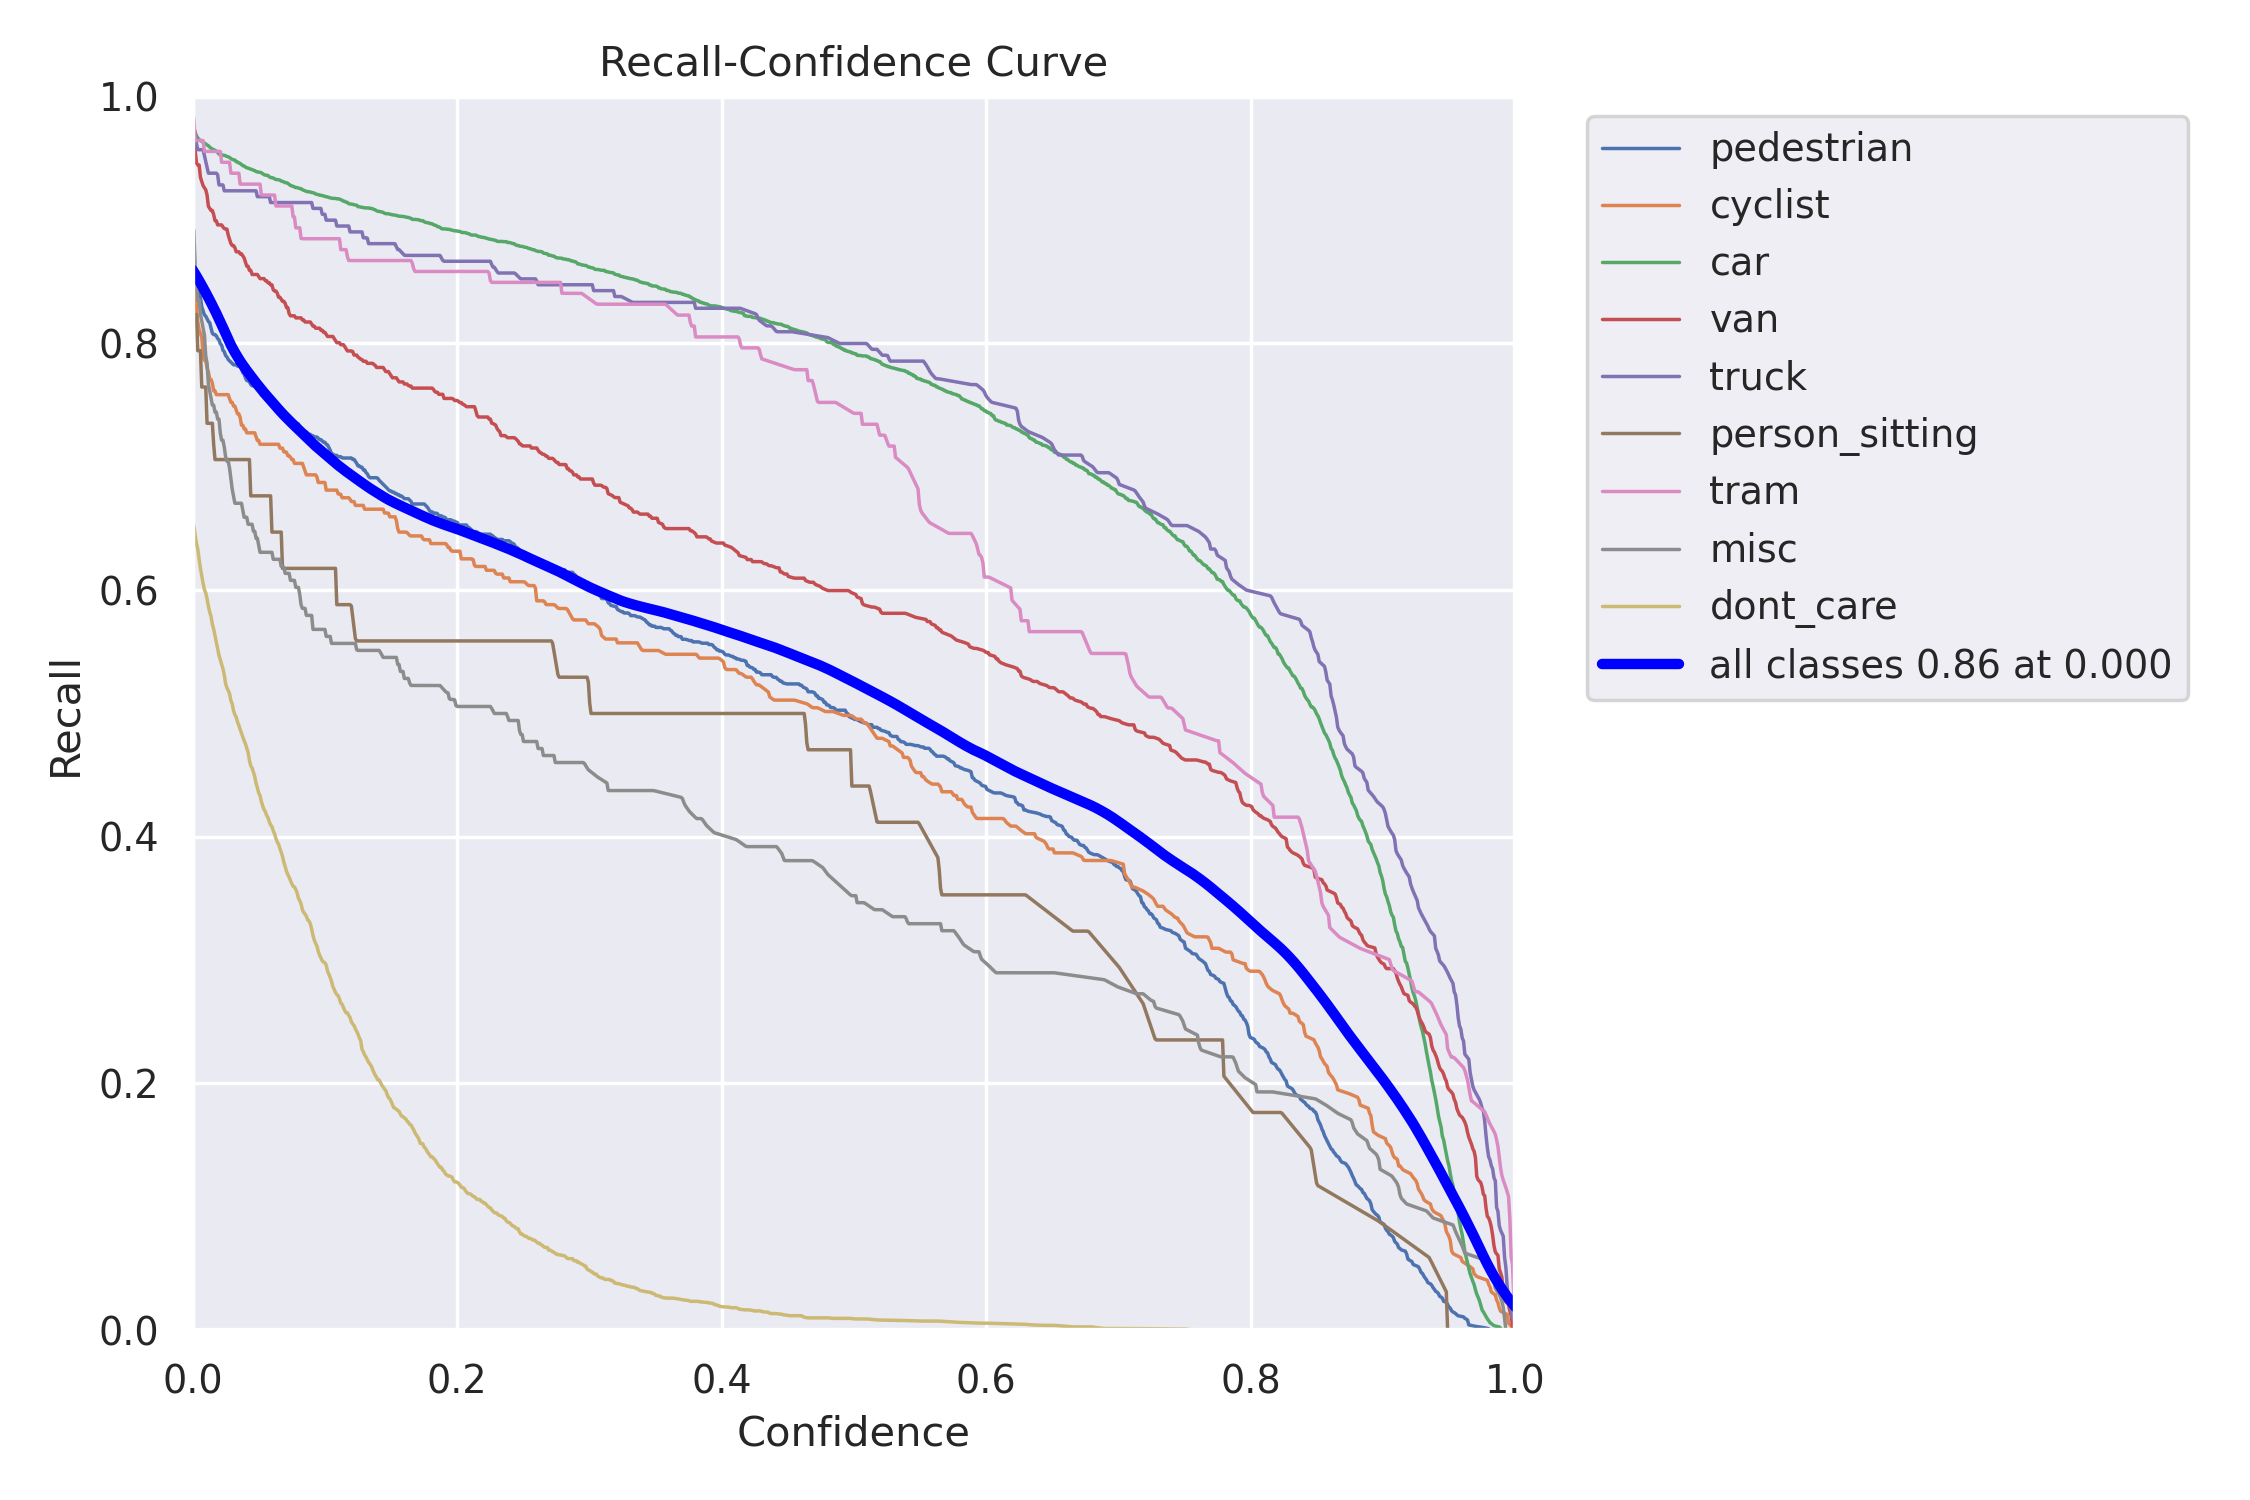 Recall-Confidence Curve
1.0
0.8
0.6
0.4
0.2
0.0
Recall
0.0 0.2 0.4 0.6 0.8 1.0
Confidence
pedestrian
cyclist
car
van
truck
person_sitting
tram
misc
dont_care
all classes 0.86 at 0.000